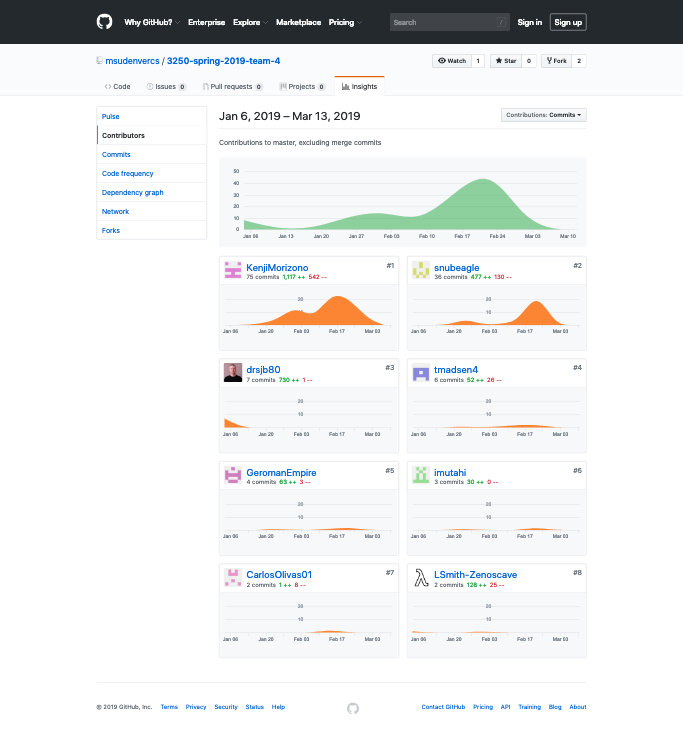 Why GitHub? Enterprise Explore Marketplace Pricing Search / Sign in Sign up
msudenvercs / 3250-spring-2019-team-4 Watch 1 Star 0 Fork 2
Code Issues 0 Pull requests 0 Projects 0 Insights
Pulse
Contributors
Commits
Code frequency
Dependency graph
Network
Forks
Jan 6, 2019 – Mar 13, 2019 Contributions: Commits
Contributions to master, excluding merge commits
50
40
30
20
10
0
Jan 06 Jan 13 Jan 20 Jan 27 Feb 03 Feb 10 Feb 17 Feb 24 Mar 03 Mar 10
KenjiMorizono #1
75 commits 1,117 ++ 542 --
20
10
Jan 06 Jan 20 Feb 03 Feb 17 Mar 03
snubeagle #2
36 commits 477 ++ 130 --
20
10
Jan 06 Jan 20 Feb 03 Feb 17 Mar 03
drsjb80 #3
7 commits 730 ++ 1 --
20
10
Jan 06 Jan 20 Feb 03 Feb 17 Mar 03
tmadsen4 #4
6 commits 52 ++ 26 --
20
10
Jan 06 Jan 20 Feb 03 Feb 17 Mar 03
GeromanEmpire #5
4 commits 63 ++ 3 --
20
10
Jan 06 Jan 20 Feb 03 Feb 17 Mar 03
imutahi #6
3 commits 30 ++ 0 --
20
10
Jan 06 Jan 20 Feb 03 Feb 17 Mar 03
CarlosOlivas01 #7
2 commits 1 ++ 8 --
20
10
Jan 06 Jan 20 Feb 03 Feb 17 Mar 03
LSmith-Zenoscave #8
2 commits 128 ++ 25 --
20
10
Jan 06 Jan 20 Feb 03 Feb 17 Mar 03
© 2019 GitHub, Inc. Terms Privacy Security Status Help Contact GitHub Pricing API Training Blog About